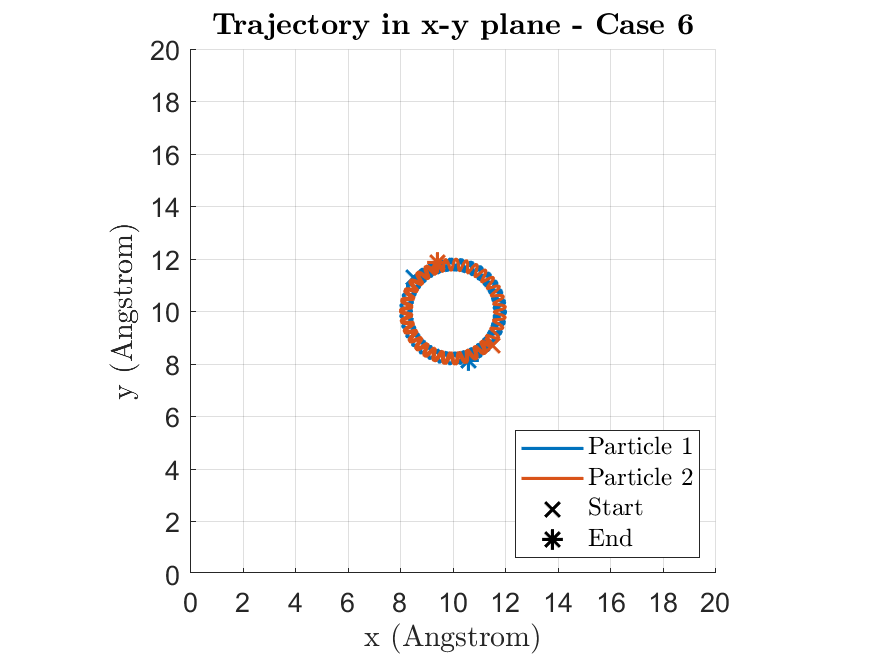 Trajectory in x-y plane - Case 6
20
18
16
14
12
10
8
6
4
2
0
y (Angstrom)
Particle 1
Particle 2
Start
End
0 2 4 6 8 10 12 14 16 18 20
x (Angstrom)